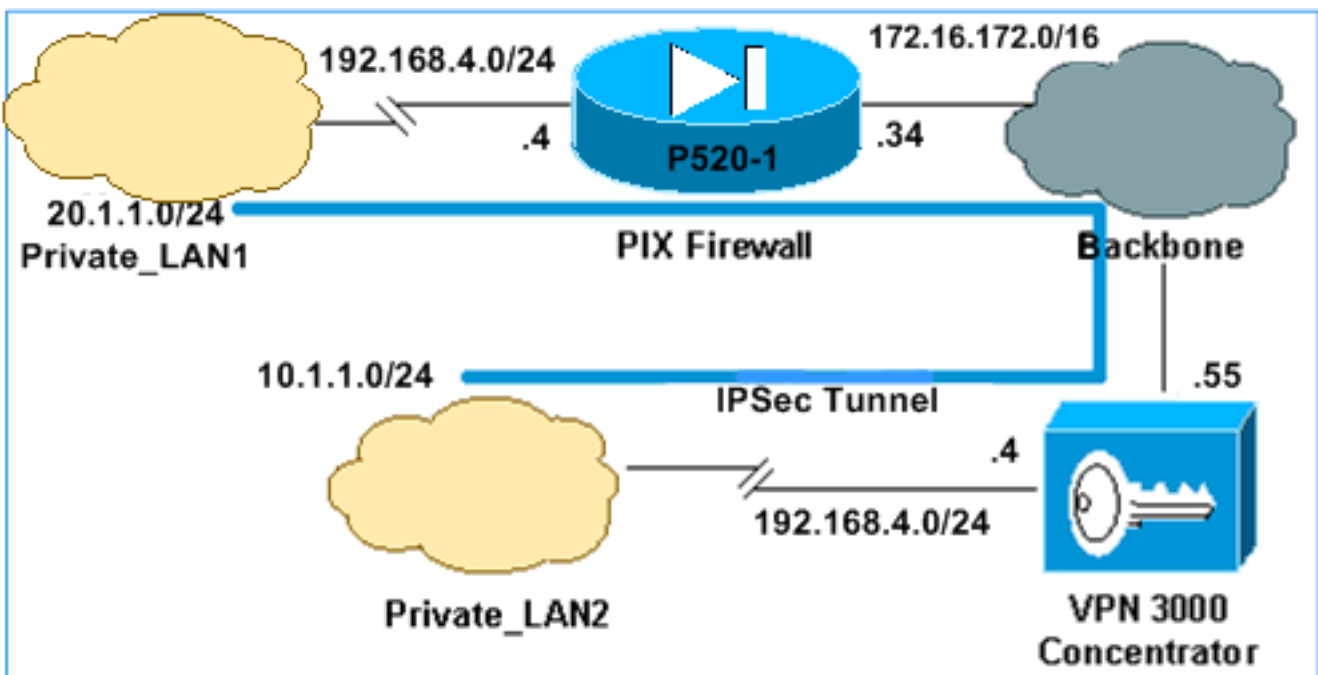 192.168.4.0/24
172.16.172.0/16
.4
P520-1
.34
20.1.1.0/24
Private_LAN1
PIX Firewall
Backbone
10.1.1.0/24
IPSec Tunnel
.55
.4
192.168.4.0/24
Private_LAN2
VPN 3000
Concentrator